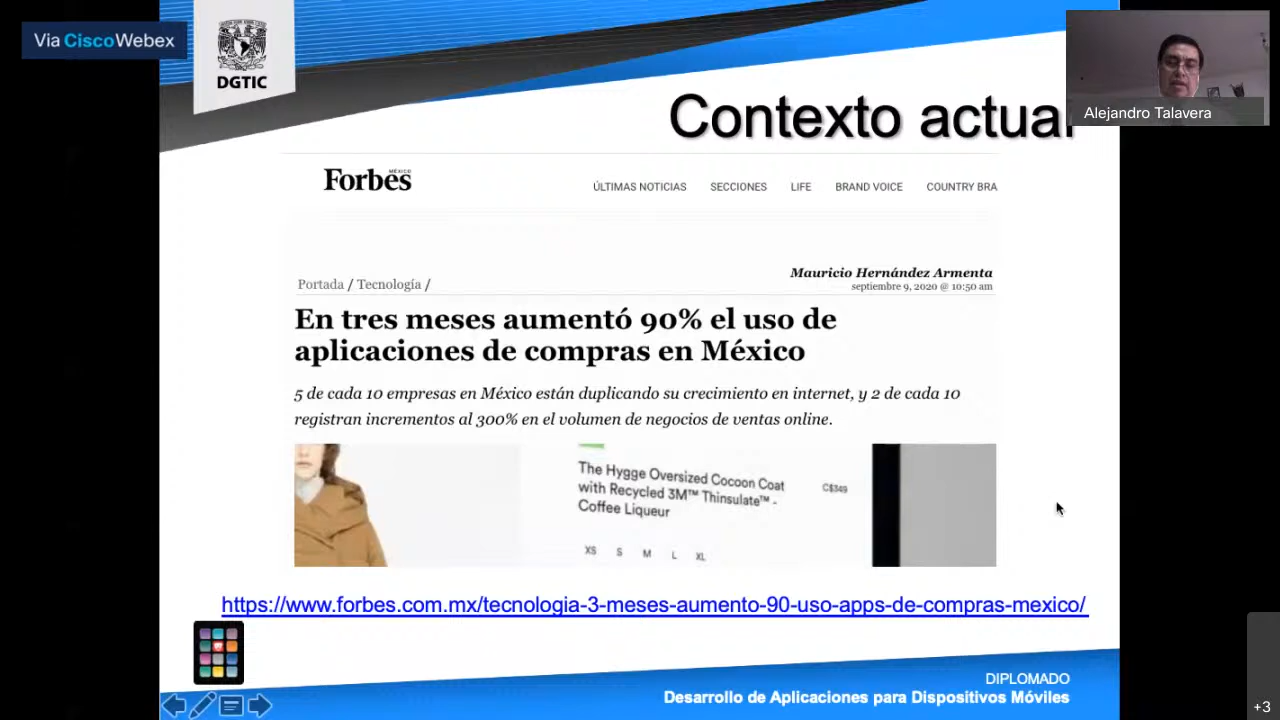 Via CiscoWebex
DGTIC
Contexto actual
Alejandro Talavera
Forbes
MÉXICO
ÚLTIMAS NOTICIAS SECCIONES LIFE BRAND VOICE COUNTRY BRA
Mauricio Hernández Armenta
Portada / Tecnología /
septiembre 9, 2020 @ 10:50 am
En tres meses aumentó 90% el uso de
aplicaciones de compras en México
5 de cada 10 empresas en México están duplicando su crecimiento en internet, y 2 de cada 10
registran incrementos al 300% en el volumen de negocios de ventas online.
The Hygge Oversized Cocoon Coat
with Recycled 3M™ Thinsulate™ -
Coffee Liqueur
C$349
XS S M L XL
https://www.forbes.com.mx/tecnologia-3-meses-aumento-90-uso-apps-de-compras-mexico/
DIPLOMADO
Desarrollo de Aplicaciones para Dispositivos Móviles
+3